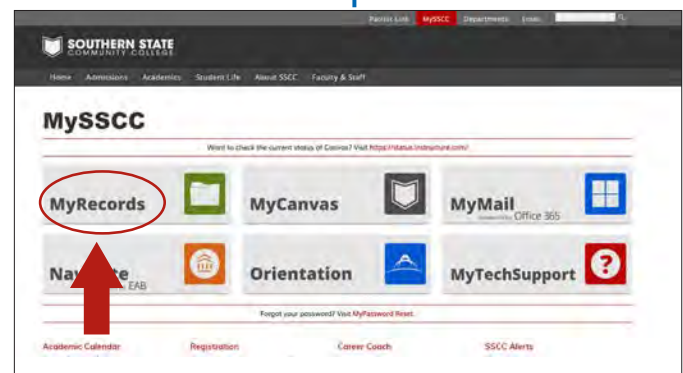 Patriot Link MySSCC Departments Email
SOUTHERN STATE
COMMUNITY COLLEGE
Home Admissions Academics Student Life About SSCC Faculty & Staff
MySSCC
Want to check the current status of Canvas? Visit https://status.instructure.com/
MyRecords MyCanvas MyMail
Office 365
EAB Orientation MyTechSupport
Forgot your password? Visit MyPassword Reset.
Academic Calendar Registration Career Coach SSCC Alerts